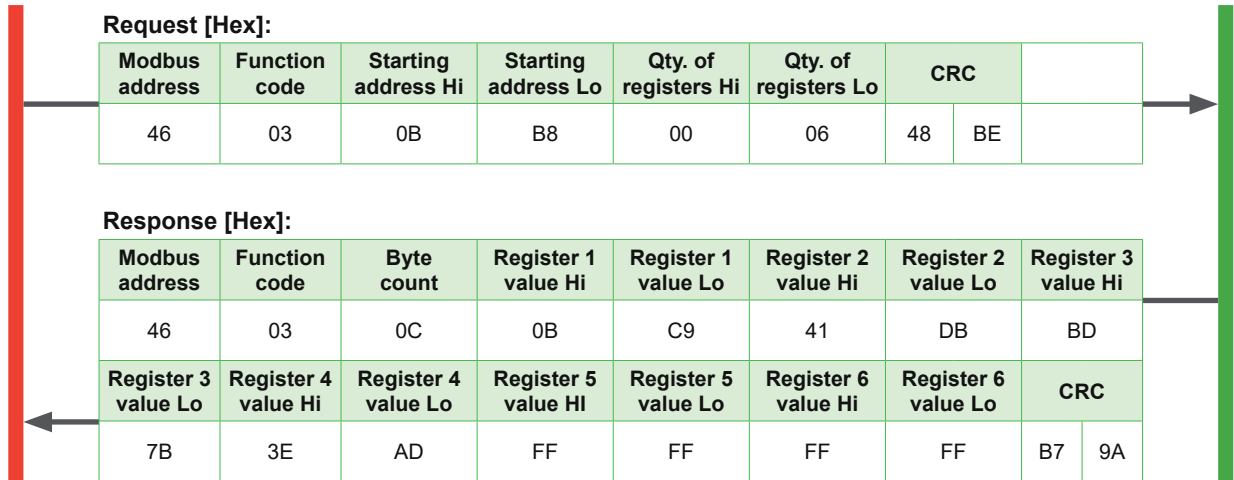 Request [Hex]:
Modbus address Function code Starting address Hi Starting address Lo Qty. of registers Hi Qty. of registers Lo CRC
46 03 0B B8 00 06 48 BE
Response [Hex]:
Modbus address Function code Byte count Register 1 value Hi Register 1 value Lo Register 2 value Hi Register 2 value Lo Register 3 value Hi
46 03 0C 0B C9 41 DB BD
Register 3 value Lo Register 4 value Hi Register 4 value Lo Register 5 value HI Register 5 value Lo Register 6 value Hi Register 6 value Lo CRC
7B 3E AD FF FF FF FF B7 9A